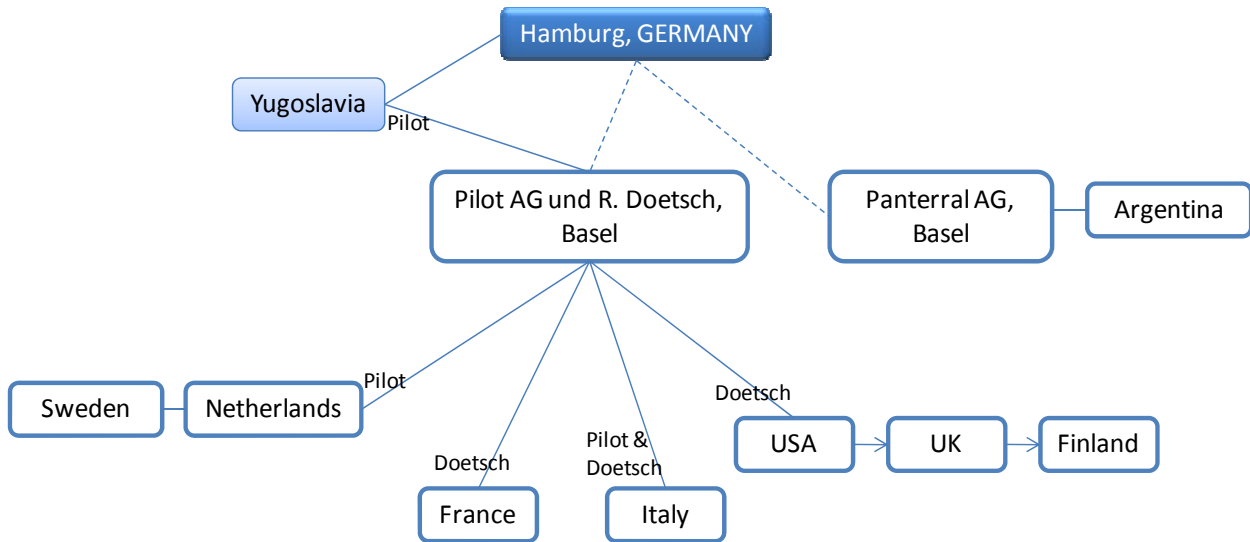 Hamburg, GERMANY
Yugoslavia
Pilot
Pilot AG und R. Doetsch,
Basel
Panterral AG,
Basel
Argentina
Pilot
Doetsch
Sweden
Netherlands
USA
UK
Finland
Doetsch
Pilot &
Doetsch
France
Italy